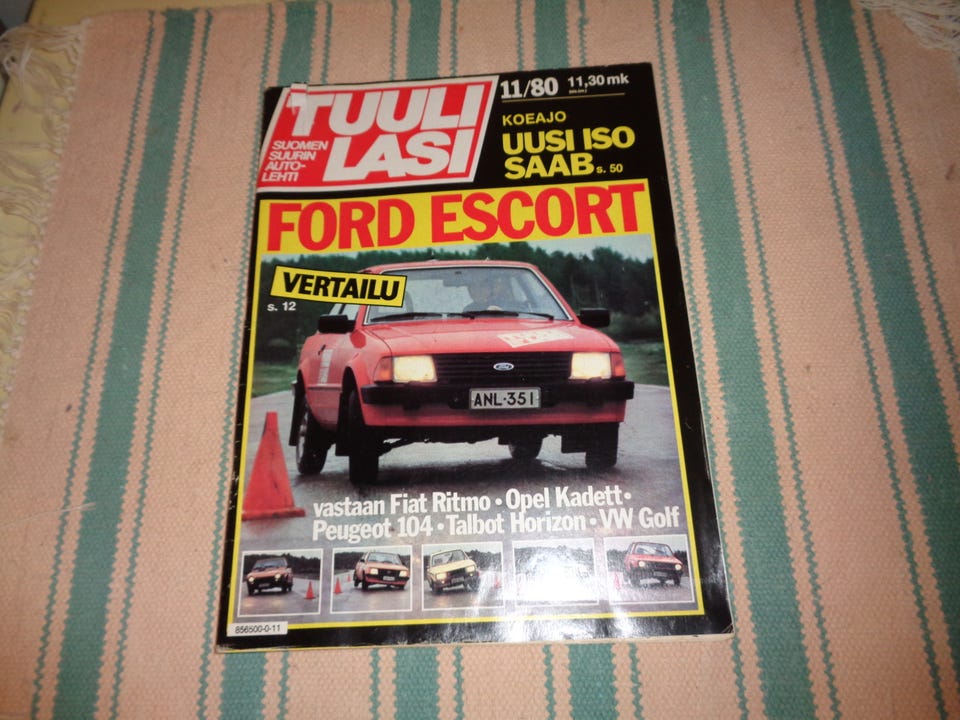 TUULI
LASI
SUOMEN
SUURIN
AUTO-
LEHTI
11/80 11,30 mk
KOEAJO
UUSI ISO
SAAB s. 50
FORD ESCORT
VERTAILU
s. 12
Ford
ANL-351
vastaan Fiat Ritmo • Opel Kadett •
Peugeot 104 • Talbot Horizon • VW Golf
856500-0-11